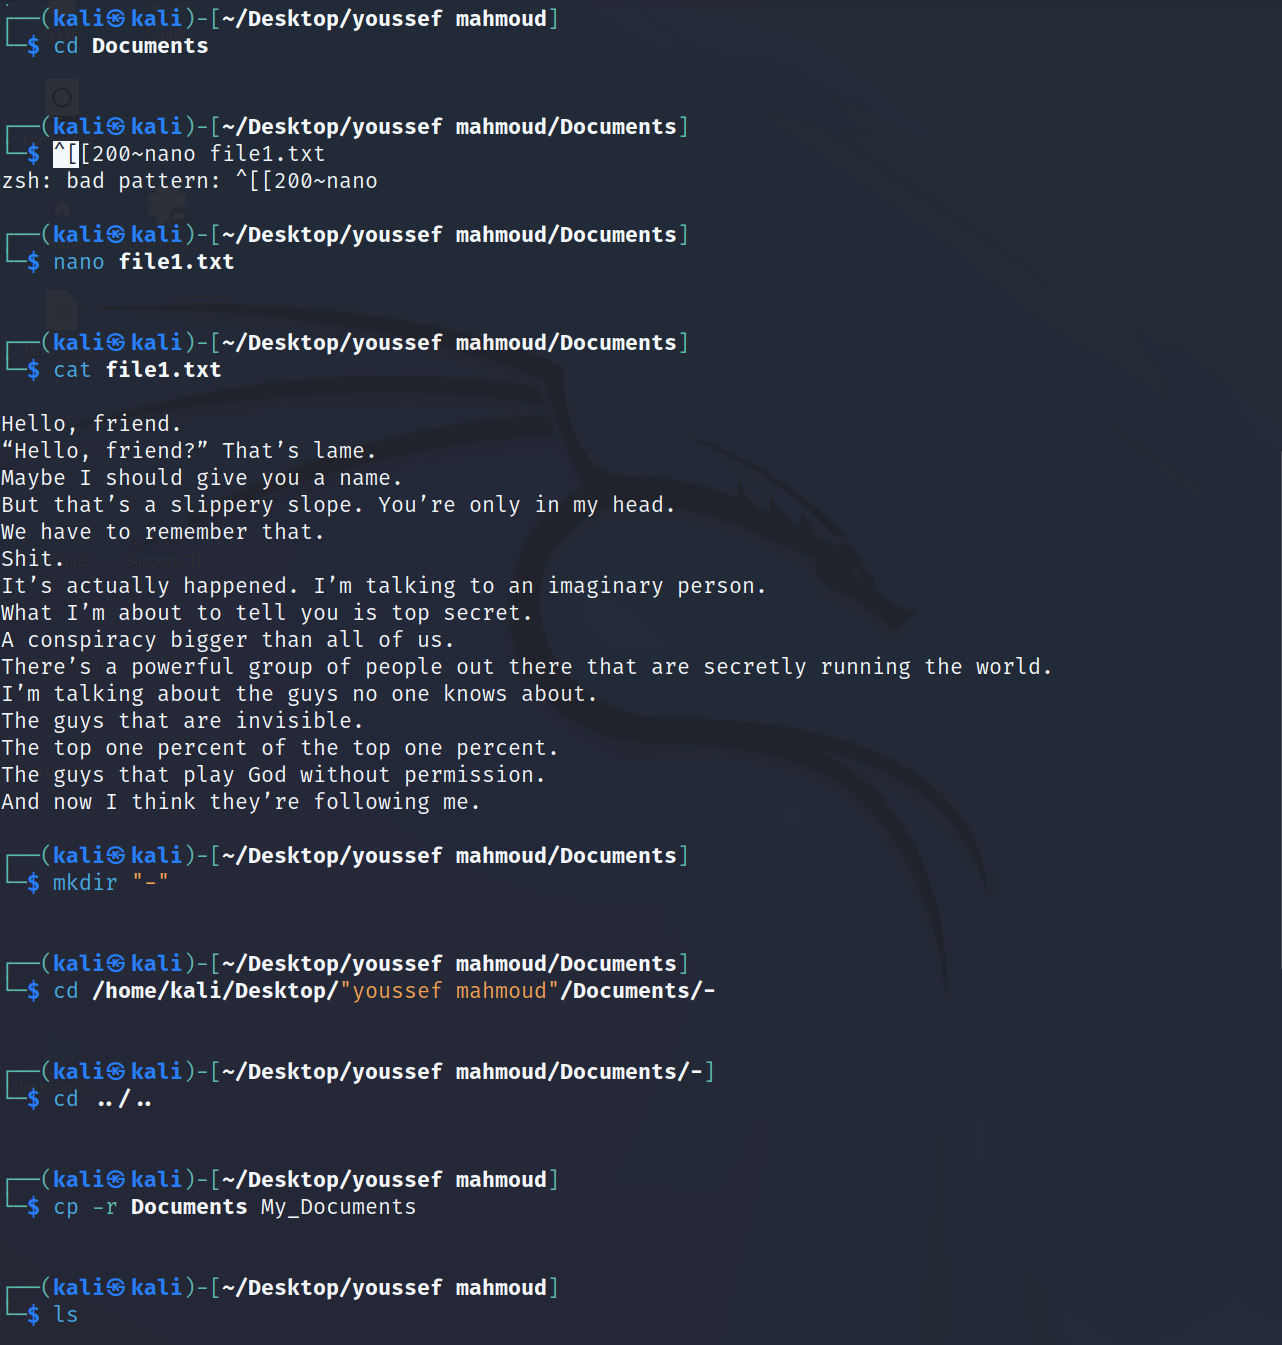 ┌──(kali㉿kali)-[~/Desktop/youssef mahmoud]
└─$ cd Documents
┌──(kali㉿kali)-[~/Desktop/youssef mahmoud/Documents]
└─$ ^[[200~nano file1.txt
zsh: bad pattern: ^[[200~nano
┌──(kali㉿kali)-[~/Desktop/youssef mahmoud/Documents]
└─$ nano file1.txt
┌──(kali㉿kali)-[~/Desktop/youssef mahmoud/Documents]
└─$ cat file1.txt
Hello, friend.
“Hello, friend?” That’s lame.
Maybe I should give you a name.
But that’s a slippery slope. You’re only in my head.
We have to remember that.
Shit.
Support CTF
It’s actually happened. I’m talking to an imaginary person.
What I’m about to tell you is top secret.
A conspiracy bigger than all of us.
There’s a powerful group of people out there that are secretly running the world.
I’m talking about the guys no one knows about.
The guys that are invisible.
The top one percent of the top one percent.
The guys that play God without permission.
And now I think they’re following me.
┌──(kali㉿kali)-[~/Desktop/youssef mahmoud/Documents]
└─$ mkdir "-"
┌──(kali㉿kali)-[~/Desktop/youssef mahmoud/Documents]
└─$ cd /home/kali/Desktop/"youssef mahmoud"/Documents/-
┌──(kali㉿kali)-[~/Desktop/youssef mahmoud/Documents/-]
└─$ cd ../..
┌──(kali㉿kali)-[~/Desktop/youssef mahmoud]
└─$ cp -r Documents My_Documents
┌──(kali㉿kali)-[~/Desktop/youssef mahmoud]
└─$ ls